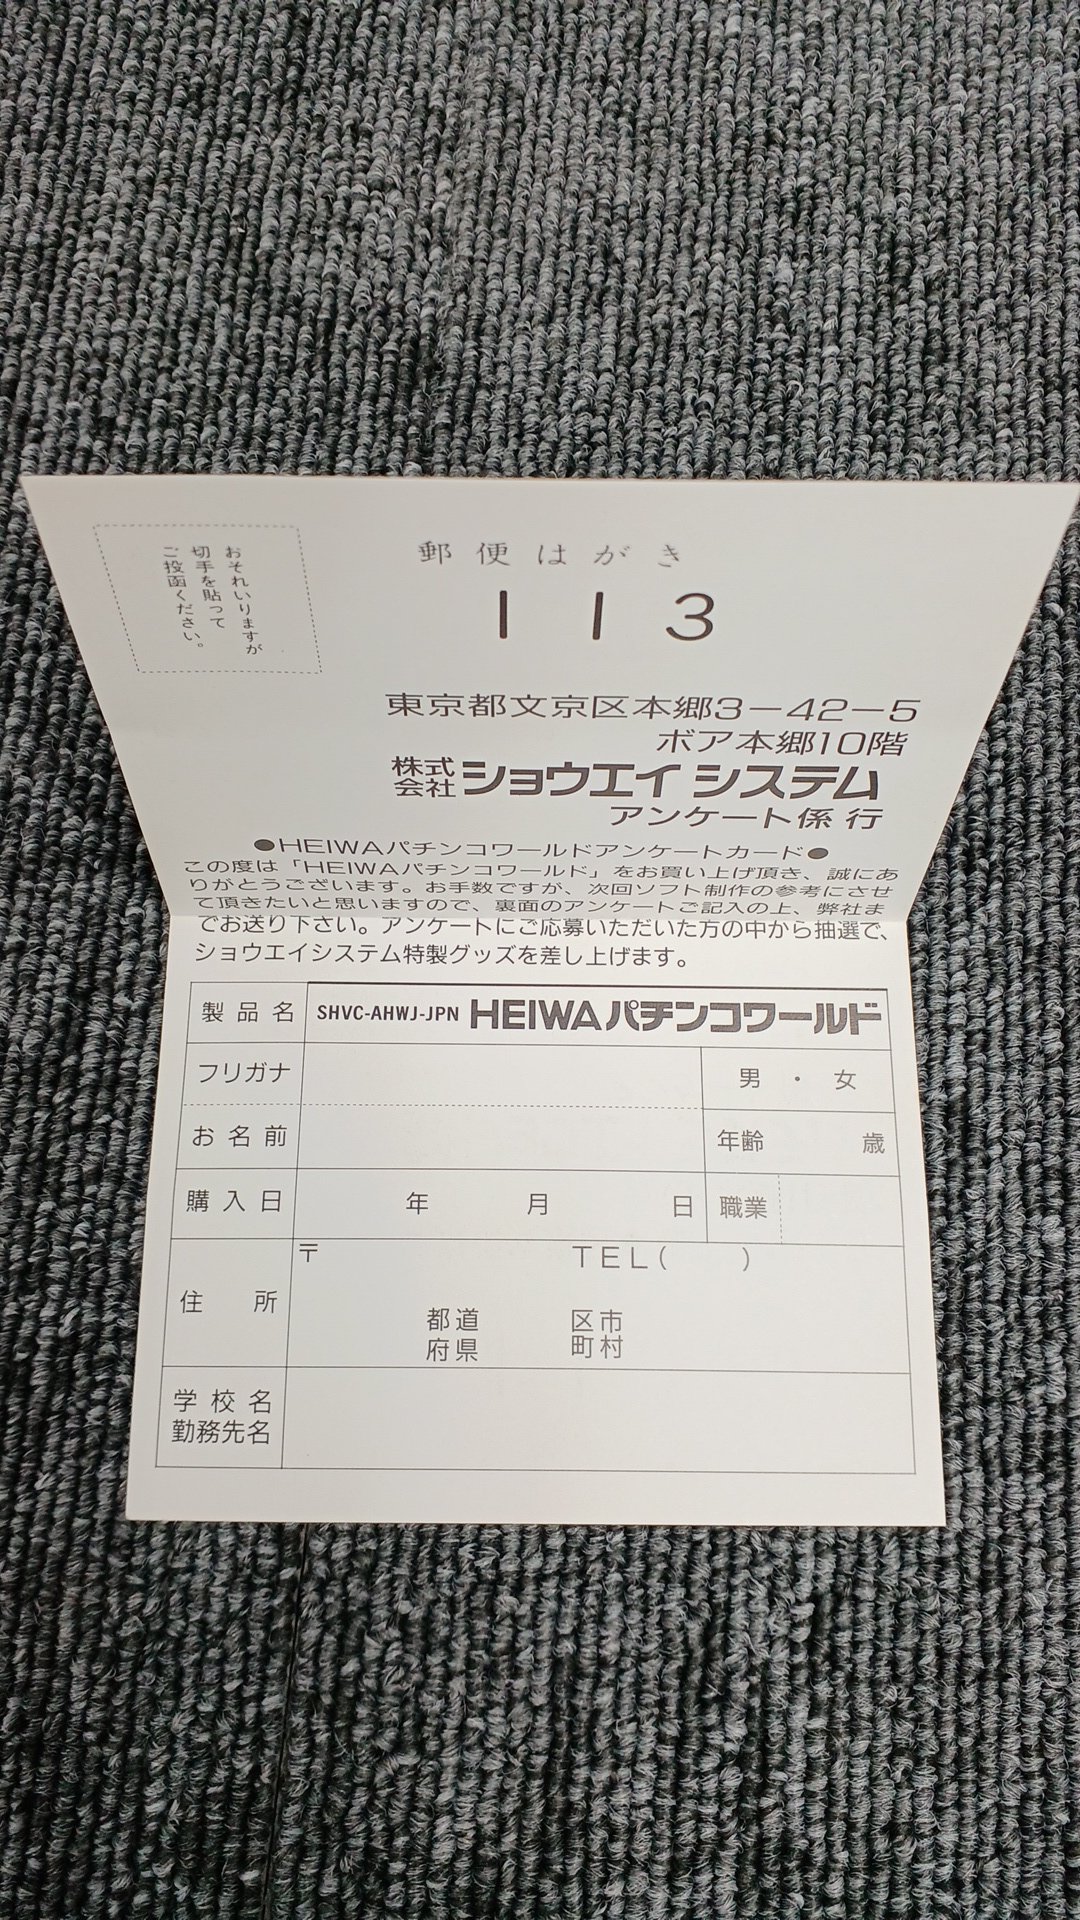 おそれいりますが
切手を貼って
ご投函ください。
郵便はがき
113
東京都文京区本郷3-42-5
ボア本郷10階
株式会社 ショウエイシステム
アンケート係 行
●HEIWAパチンコワールドアンケートカード●
この度は「HEIWAパチンコワールド」をお買い上げ頂き、誠にあ
りがとうございます。お手数ですが、次回ソフト制作の参考にさせ
て頂きたいと思いますので、裏面のアンケートご記入の上、弊社ま
でお送り下さい。アンケートにご応募いただいた方の中から抽選で、
ショウエイシステム特製グッズを差し上げます。
製品名 SHVC-AHWJ-JPN HEIWAパチンコワールド
フリガナ 男・女
お名前 年齢 歳
購入日 年 月 日 職業
〒 TEL( )
住所 都道府県 区市町村
学校名
勤務先名